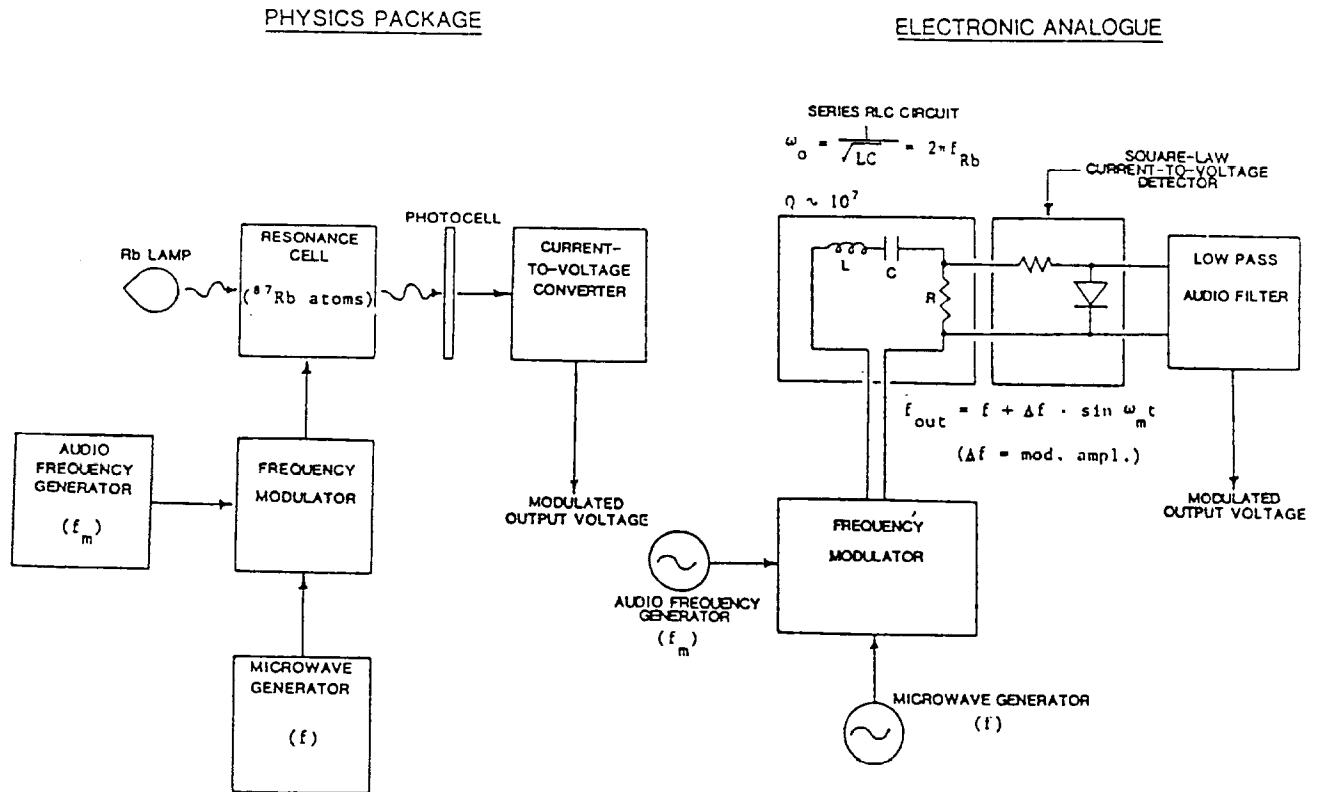 PHYSICS PACKAGE
Rb LAMP
RESONANCE
CELL
(⁸⁷Rb atoms)
PHOTOCELL
CURRENT-
TO-VOLTAGE
CONVERTER
AUDIO
FREQUENCY
GENERATOR
(f_m)
FREQUENCY
MODULATOR
MODULATED
OUTPUT VOLTAGE
MICROWAVE
GENERATOR
(f)
ELECTRONIC ANALOGUE
SERIES RLC CIRCUIT
ω_o = 1/√LC = 2π f_Rb
Q ~ 10⁷
SQUARE-LAW
CURRENT-TO-VOLTAGE
DETECTOR
L
C
R
LOW PASS
AUDIO FILTER
f_out = f + Δf · sin ω_m t
(Δf = mod. ampl.)
MODULATED
OUTPUT VOLTAGE
FREQUENCY
MODULATOR
AUDIO FREQUENCY
GENERATOR
(f_m)
MICROWAVE GENERATOR
(f)